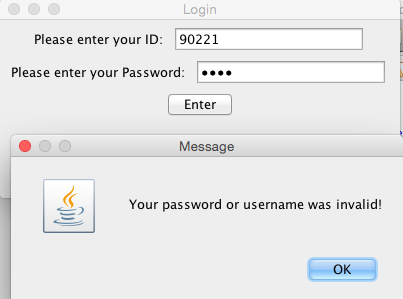 Login
Please enter your ID: 90221
Please enter your Password: ••••
Enter
Message
Your password or username was invalid!
OK